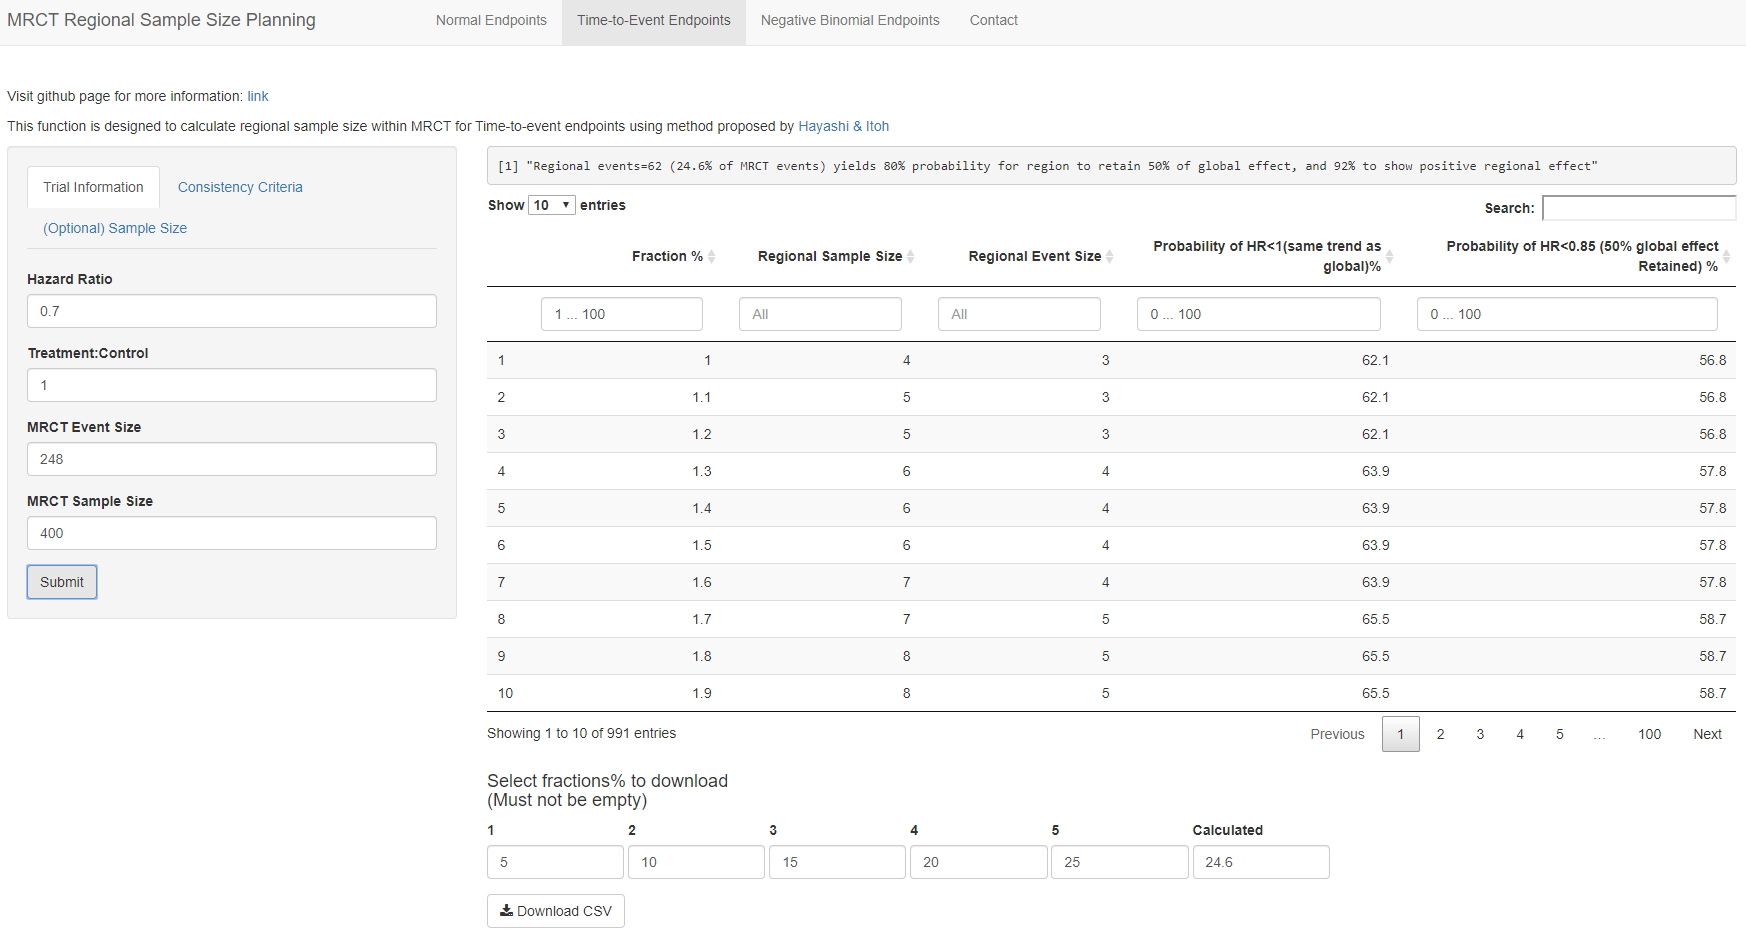 MRCT Regional Sample Size Planning Normal Endpoints Time-to-Event Endpoints Negative Binomial Endpoints Contact
Visit github page for more information: link
This function is designed to calculate regional sample size within MRCT for Time-to-event endpoints using method proposed by Hayashi & Itoh
Trial Information Consistency Criteria
(Optional) Sample Size
Hazard Ratio
0.7
Treatment:Control
1
MRCT Event Size
248
MRCT Sample Size
400
Submit
[1] "Regional events=62 (24.6% of MRCT events) yields 80% probability for region to retain 50% of global effect, and 92% to show positive regional effect"
Show 10 entries
Search:
Fraction % Regional Sample Size Regional Event Size Probability of HR<1(same trend as global)% Probability of HR<0.85 (50% global effect Retained) %
1 ... 100 All All 0 ... 100 0 ... 100
1 1 4 3 62.1 56.8
2 1.1 5 3 62.1 56.8
3 1.2 5 3 62.1 56.8
4 1.3 6 4 63.9 57.8
5 1.4 6 4 63.9 57.8
6 1.5 6 4 63.9 57.8
7 1.6 7 4 63.9 57.8
8 1.7 7 5 65.5 58.7
9 1.8 8 5 65.5 58.7
10 1.9 8 5 65.5 58.7
Showing 1 to 10 of 991 entries
Previous 1 2 3 4 5 ... 100 Next
Select fractions% to download
(Must not be empty)
1 2 3 4 5 Calculated
5 10 15 20 25 24.6
Download CSV